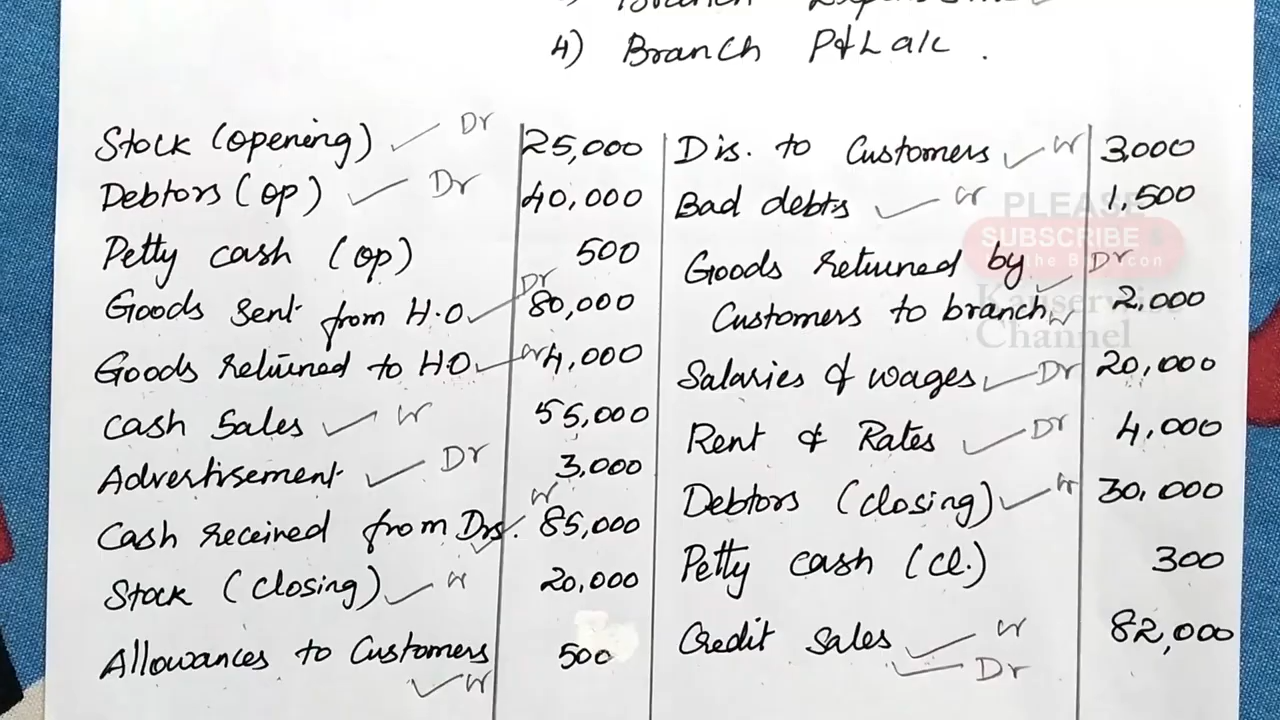 4) Branch P&L a/c.
Stock (opening) Dr 25,000
Debtors (op) Dr 40,000
Petty cash (op) 500
Goods sent from H.O Dr 80,000
Goods returned to H.O Cr 4,000
Cash Sales Cr 55,000
Advertisement Dr 3,000
Cash received from Drs. Cr 85,000
Stock (closing) Cr 20,000
Allowances to Customers Cr 500
Dis. to Customers Cr 3,000
Bad debts Cr 1,500
Goods returned by Dr
Customers to branch Cr 2,000
Salaries & wages Dr 20,000
Rent & Rates Dr 4,000
Debtors (closing) Cr 30,000
Petty cash (Cl.) 300
Credit sales Cr 82,000
Dr
PLEASE
SUBSCRIBE
Channel